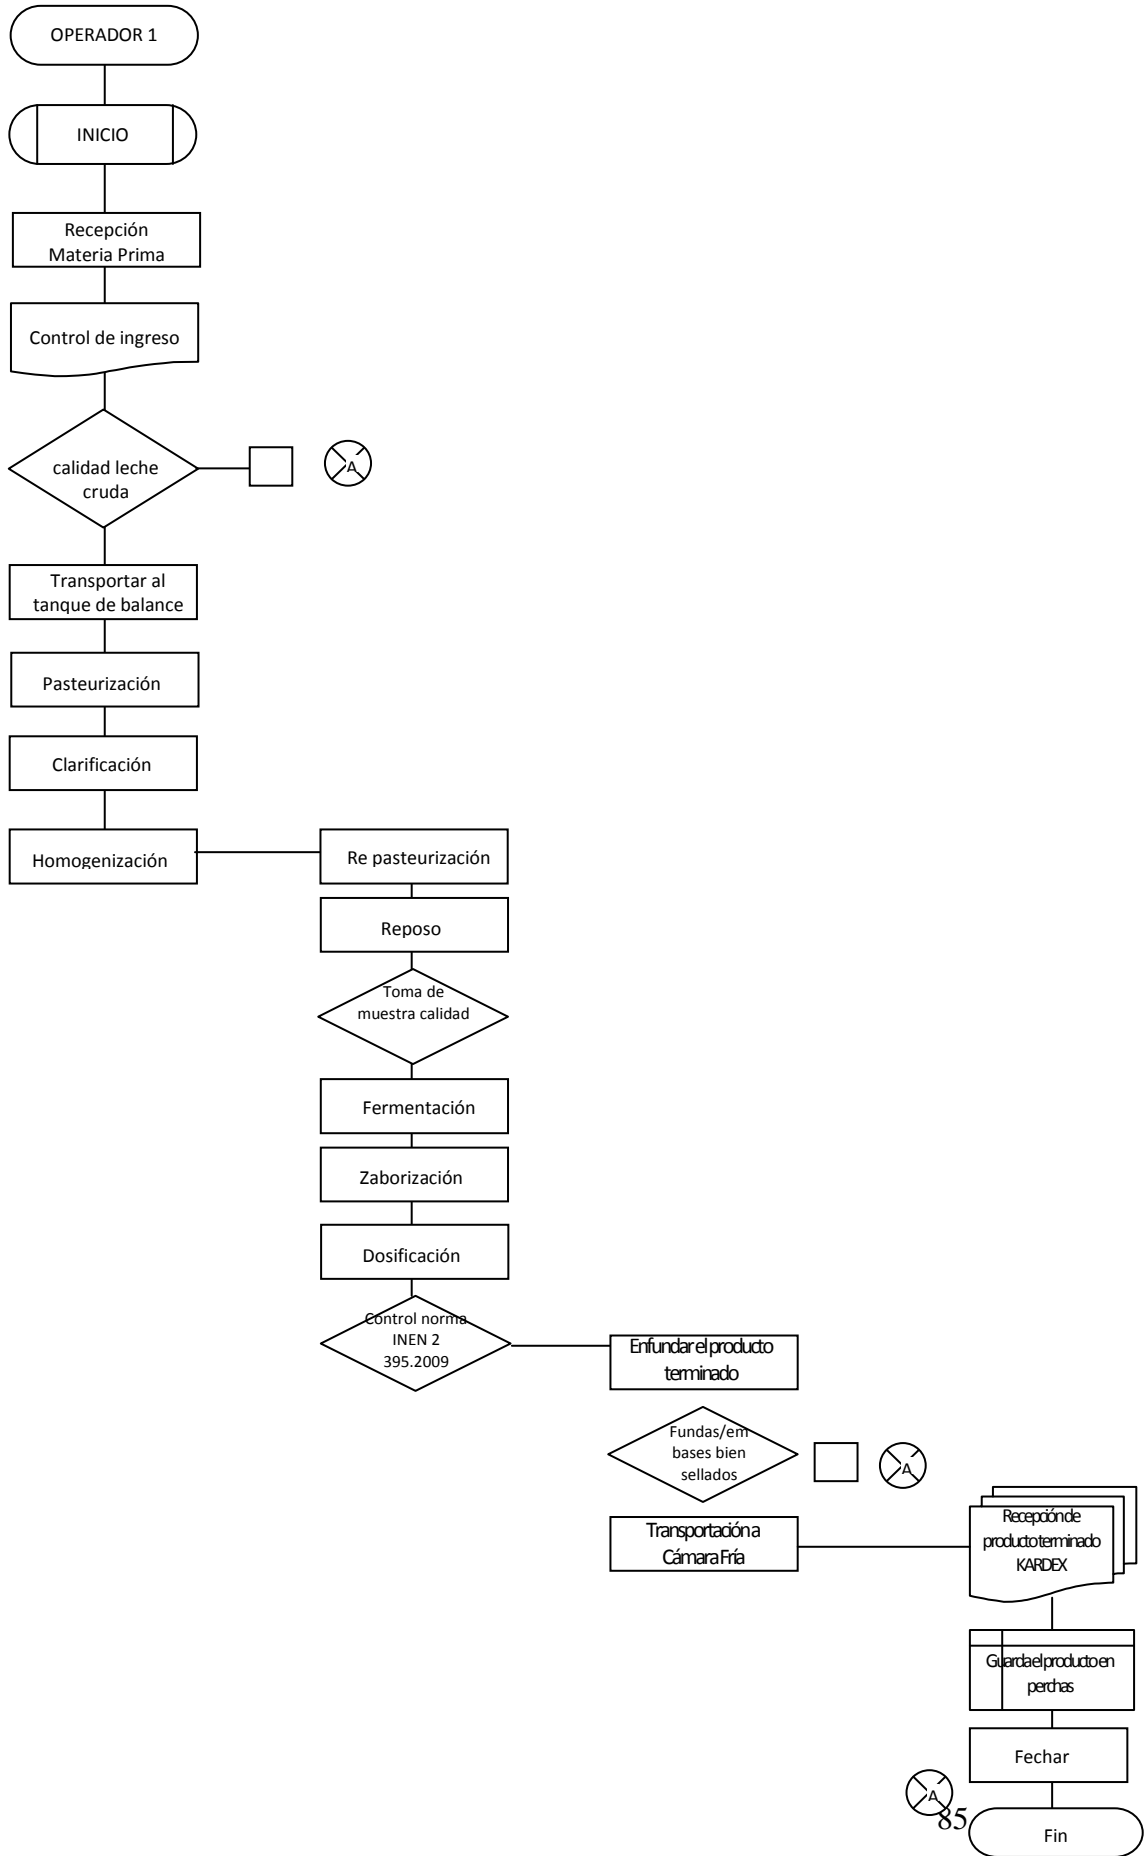 OPERADOR 1
INICIO
Recepción
Materia Prima
Control de ingreso
calidad leche
cruda
A
Transportar al
tanque de balance
Pasteurización
Clarificación
Homogenización
Re pasteurización
Reposo
Toma de
muestra calidad
Fermentación
Zaborización
Dosificación
Control norma
INEN 2
395.2009
Enfundar el producto
terminado
Fundas/em
bases bien
sellados
A
Transportación a
Cámara Fría
Recepción de
producto terminado
KARDEX
Guarda el producto en
perchas
Fechar
A
85
Fin